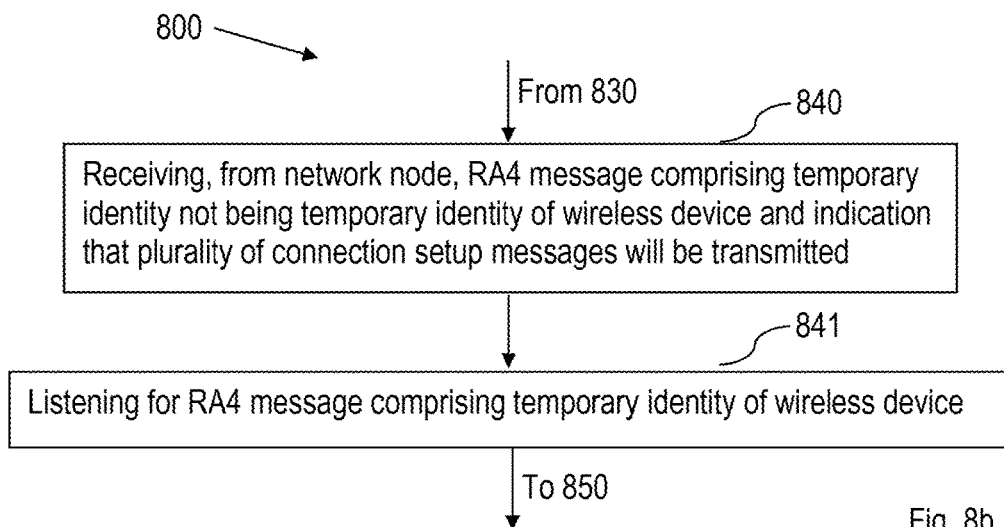 800
From 830
840
Receiving, from network node, RA4 message comprising temporary
identity not being temporary identity of wireless device and indication
that plurality of connection setup messages will be transmitted
841
Listening for RA4 message comprising temporary identity of wireless device
To 850
Fig. 8b